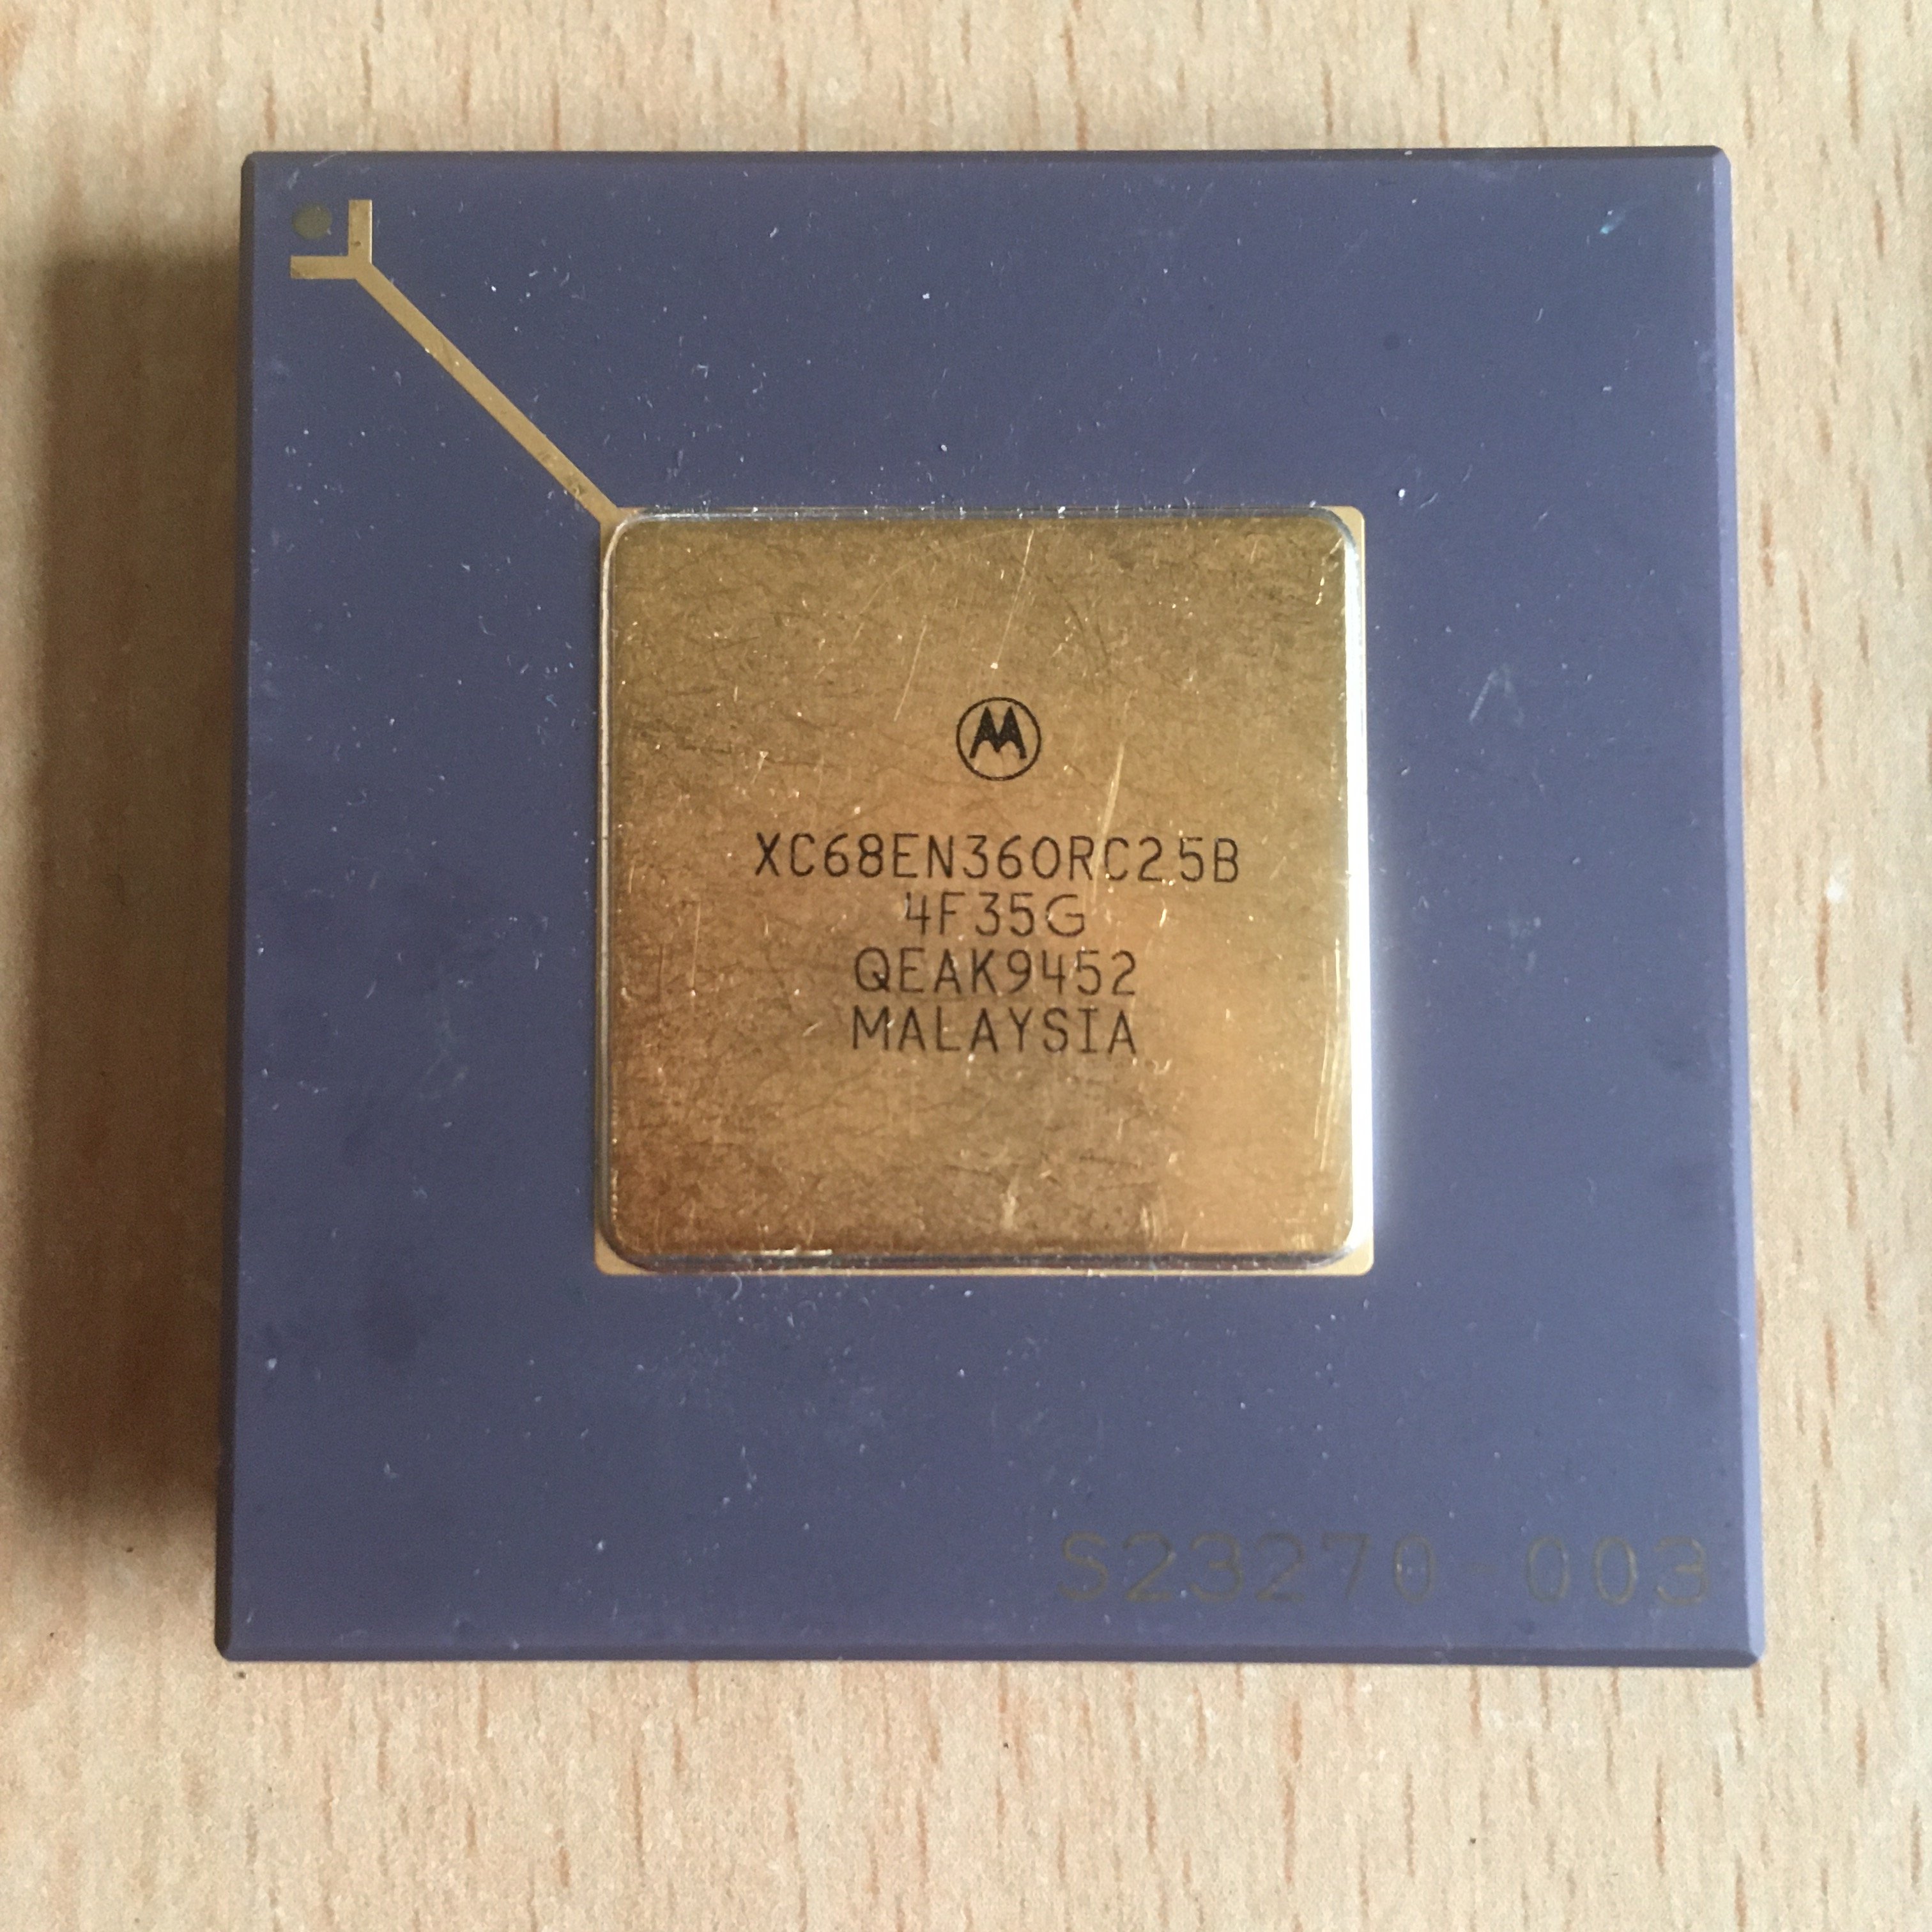 XC68EN360RC25B
4F35G
QEAK9452
MALAYSIA
S23270-003